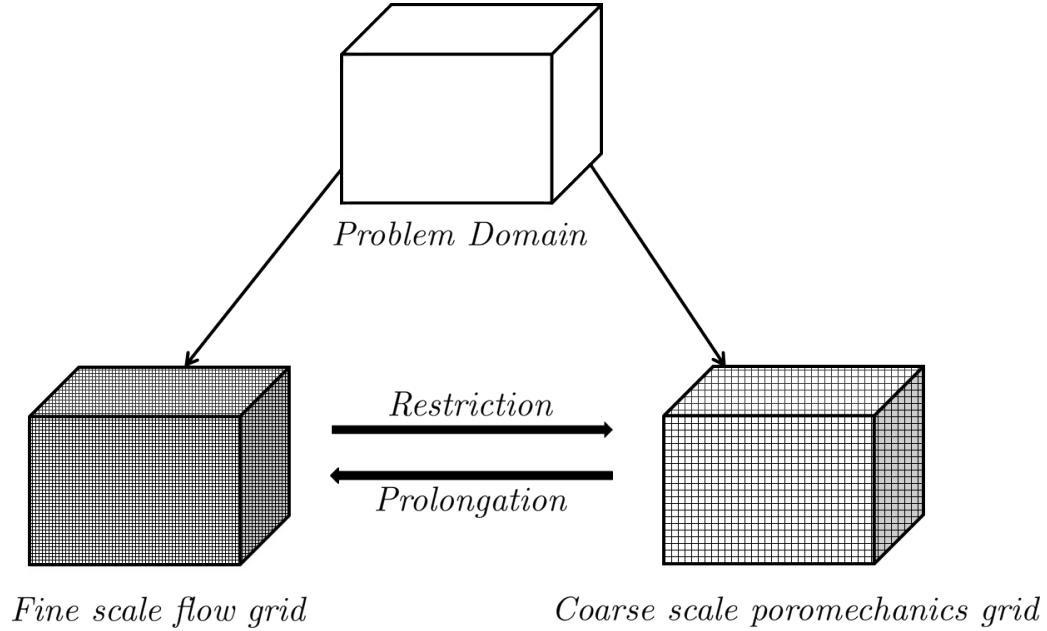 Problem Domain
Restriction
Prolongation
Fine scale flow grid
Coarse scale poromechanics grid